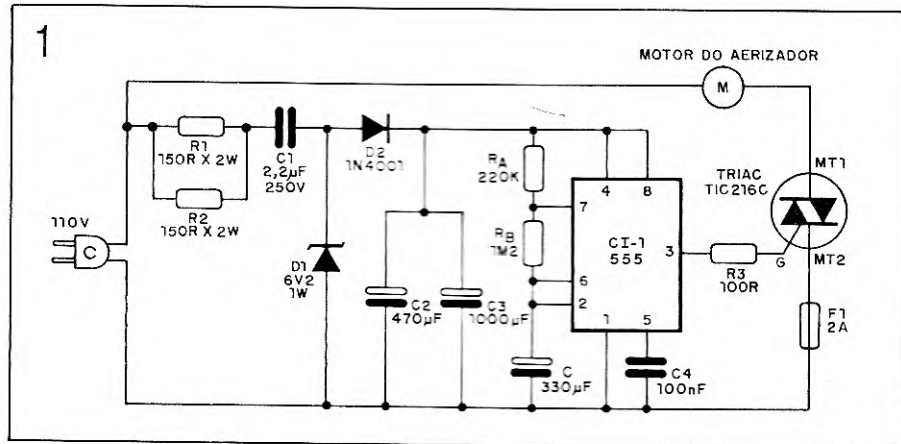 1
MOTOR DO AERIZADOR
M
R1
150R X 2W
C1
2,2µF
250V
D2
1N4001
RA
220K
4
8
TRIAC
TIC216C
MT1
R2
150R X 2W
7
110V
C
RB
1M2
CI-1
555
3
R3
100R
G
MT2
D1
6V2
1W
6
2
C2
470µF
C3
1000µF
1
5
F1
2A
C
330µF
C4
100nF